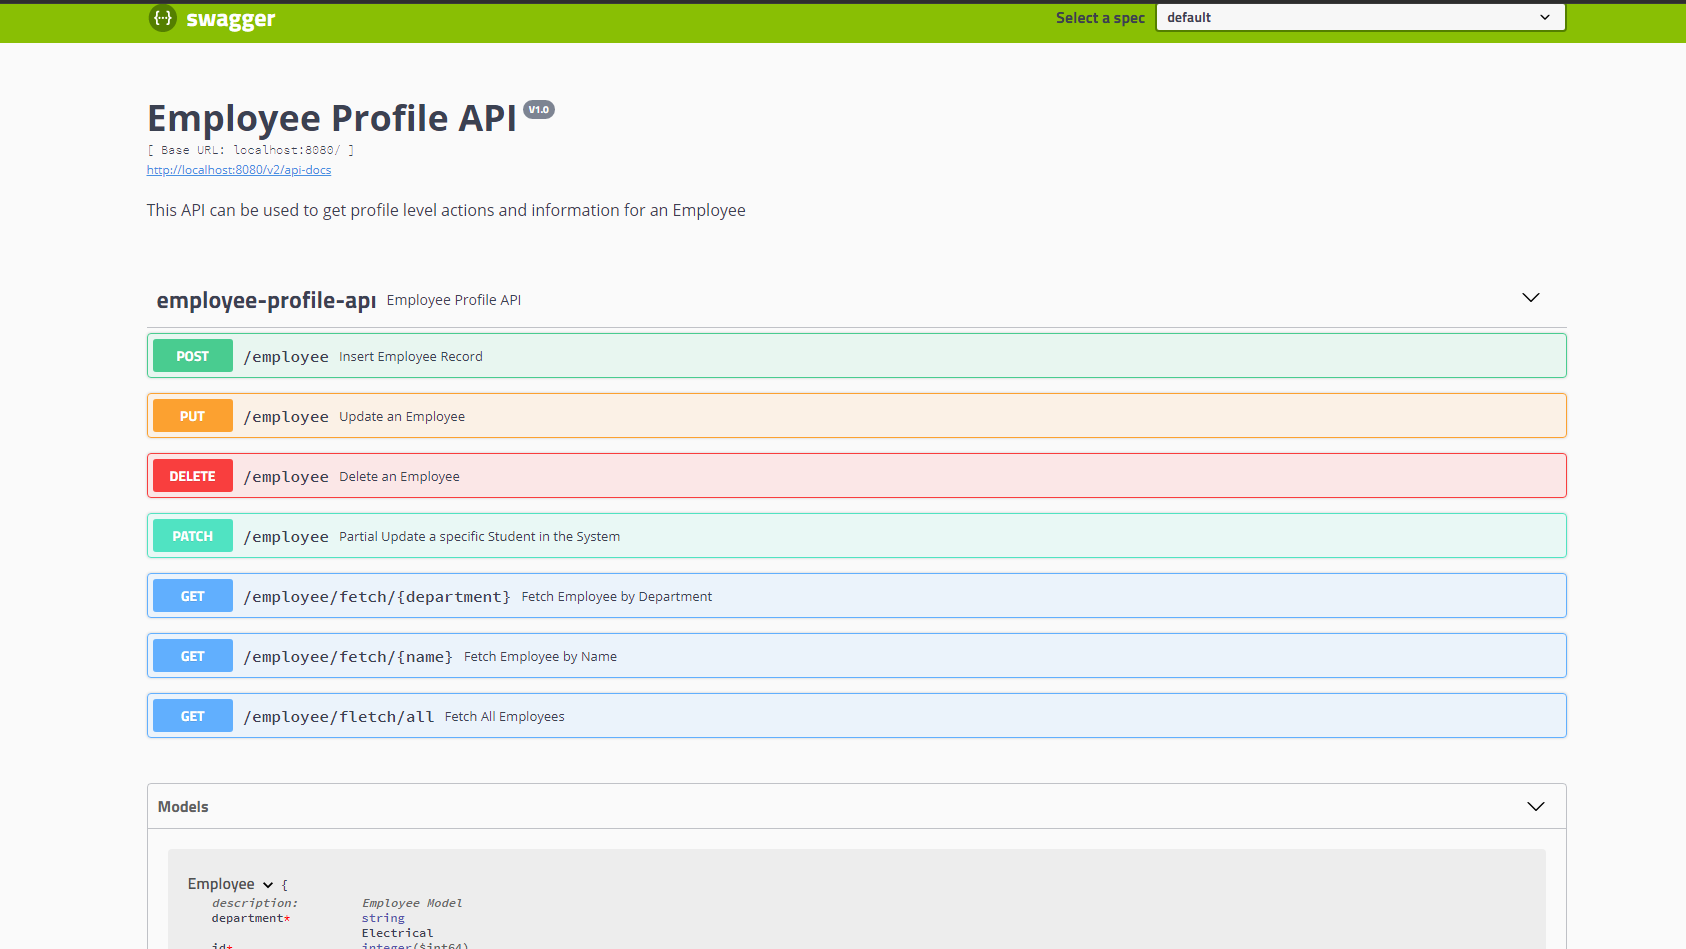 swagger
Select a spec default
Employee Profile API V1.0
[ Base URL: localhost:8080/ ]
http://localhost:8080/v2/api-docs
This API can be used to get profile level actions and information for an Employee
employee-profile-api Employee Profile API
POST /employee Insert Employee Record
PUT /employee Update an Employee
DELETE /employee Delete an Employee
PATCH /employee Partial Update a specific Student in the System
GET /employee/fetch/{department} Fetch Employee by Department
GET /employee/fetch/{name} Fetch Employee by Name
GET /employee/fletch/all Fetch All Employees
Models
Employee {
description: Employee Model
department* string
Electrical
id* integer($int64)